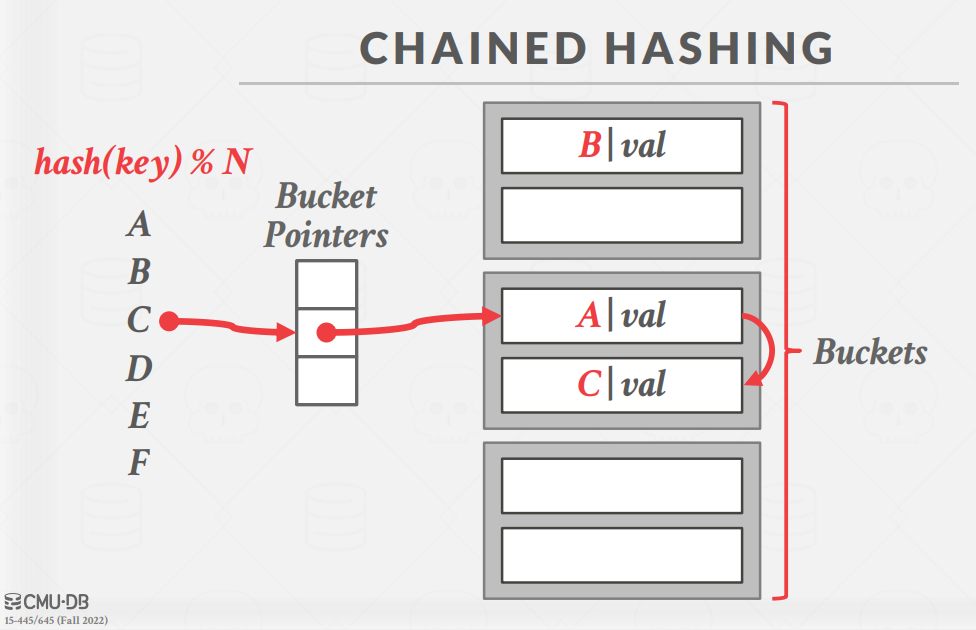 CHAINED HASHING
hash(key) % N
A
B
C
D
E
F
Bucket
Pointers
B|val
A|val
C|val
Buckets
CMU·DB
15-445/645 (Fall 2022)